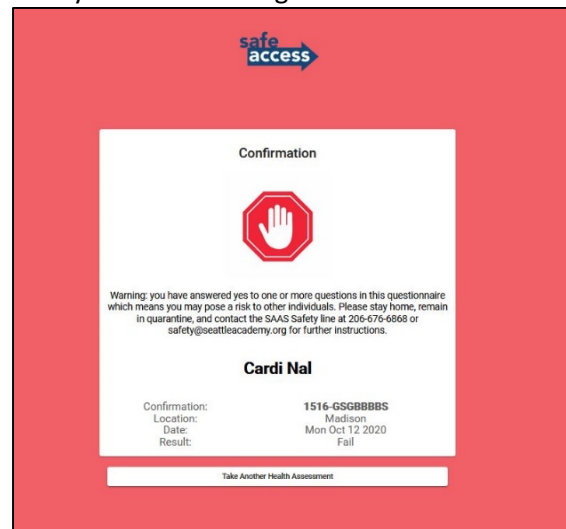 safe
access
Confirmation
Warning: you have answered yes to one or more questions in this questionnaire
which means you may pose a risk to other individuals. Please stay home, remain
in quarantine, and contact the SAAS Safety line at 206-676-6868 or
safety@seattleacademy.org for further instructions.
Cardi Nal
Confirmation: 1516-GSGBBBBS
Location: Madison
Date: Mon Oct 12 2020
Result: Fail
Take Another Health Assessment